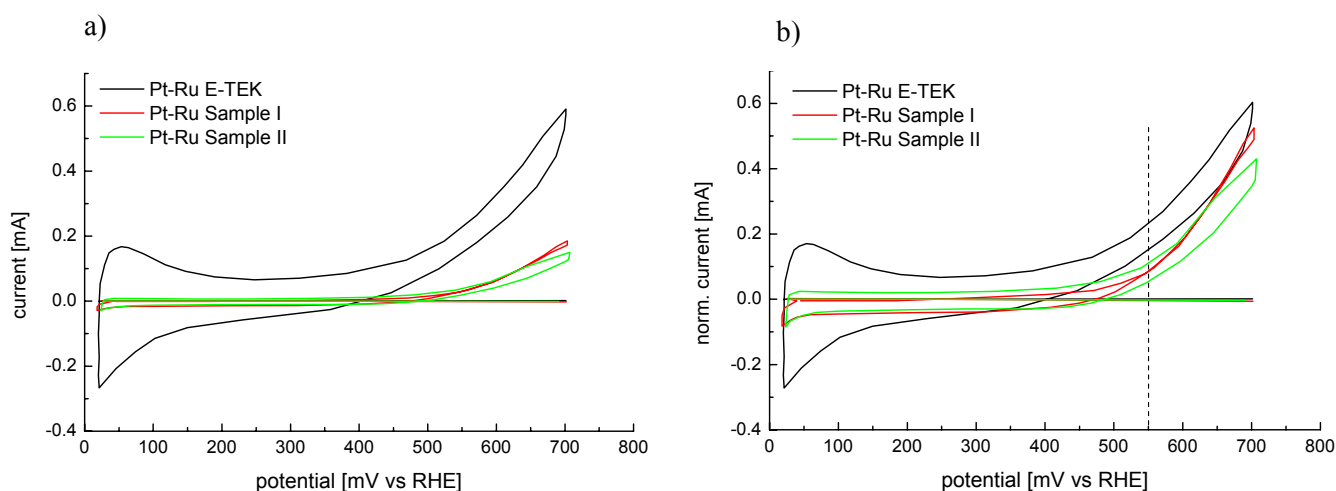 a)
Pt-Ru E-TEK
Pt-Ru Sample I
Pt-Ru Sample II
0.6
0.4
0.2
0.0
-0.2
-0.4
current [mA]
0 100 200 300 400 500 600 700 800
potential [mV vs RHE]
b)
Pt-Ru E-TEK
Pt-Ru Sample I
Pt-Ru Sample II
0.6
0.4
0.2
0.0
-0.2
-0.4
norm. current [mA]
0 100 200 300 400 500 600 700 800
potential [mV vs RHE]